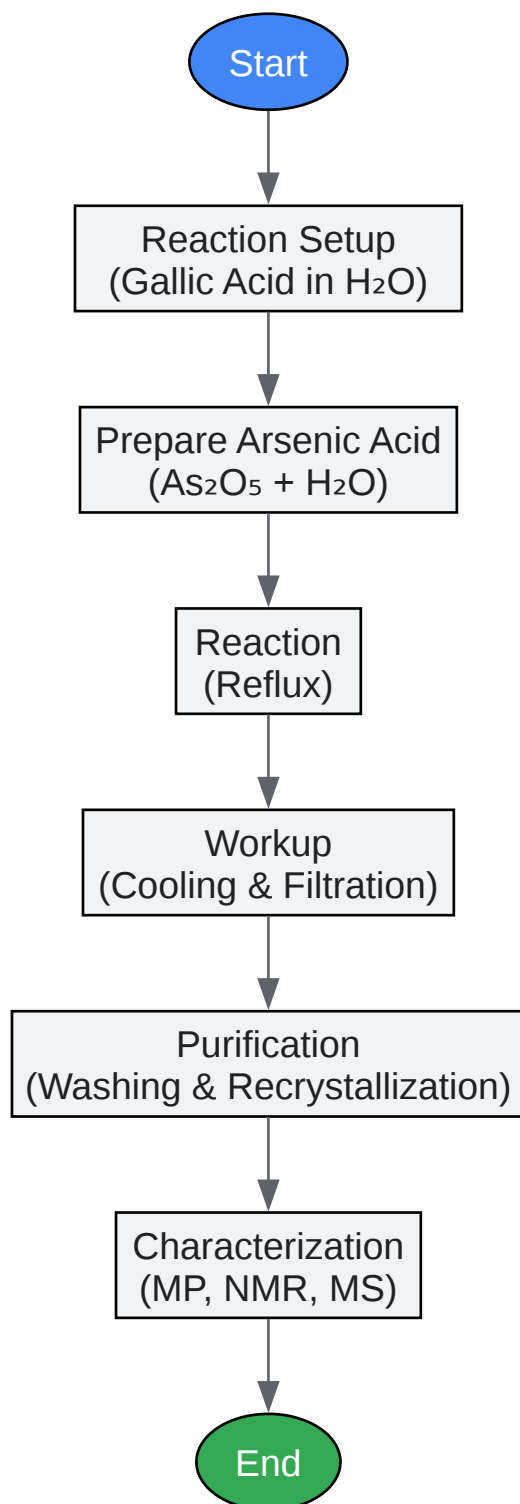 Start
Reaction Setup
(Gallic Acid in H₂O)
Prepare Arsenic Acid
(As₂O₅ + H₂O)
Reaction
(Reflux)
Workup
(Cooling & Filtration)
Purification
(Washing & Recrystallization)
Characterization
(MP, NMR, MS)
End